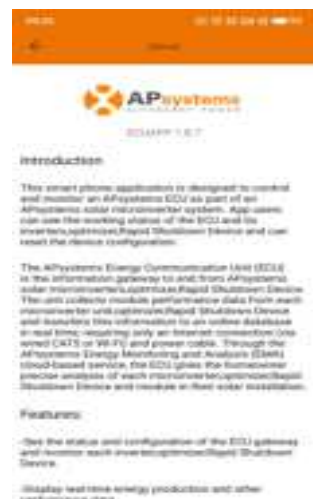 APsystems
ECUAPP 1.6.7
Introduction
This smart phone application is designed to control
and monitor an APsystems ECU as part of an
APsystems solar microinverter system. App users
can see the working status of the ECU and its
inverters,optimizer,Rapid Shutdown Device and can
reset the device configuration.
The APsystems Energy Communication Unit (ECU)
is the information gateway to and from APsystems
solar microinverters,optimizer,Rapid Shutdown Device.
This unit collects module performance data from each
microinverter unit,optimizer,Rapid Shutdown Device
and transfers this information to an online database
in real time, requiring only an Internet connection (via
wired CAT5 or Wi-Fi) and power cable. Through the
APsystems Energy Monitoring and Analysis (EMA)
cloud-based service, the ECU gives the homeowner
precise analysis of each microinverter,optimizer,Rapid
Shutdown Device and module in their solar installation.
Features:
-See the status and configuration of the ECU gateway
and monitor each inverter,optimizer,Rapid Shutdown
Device.
-Display real-time energy production and other
performance data